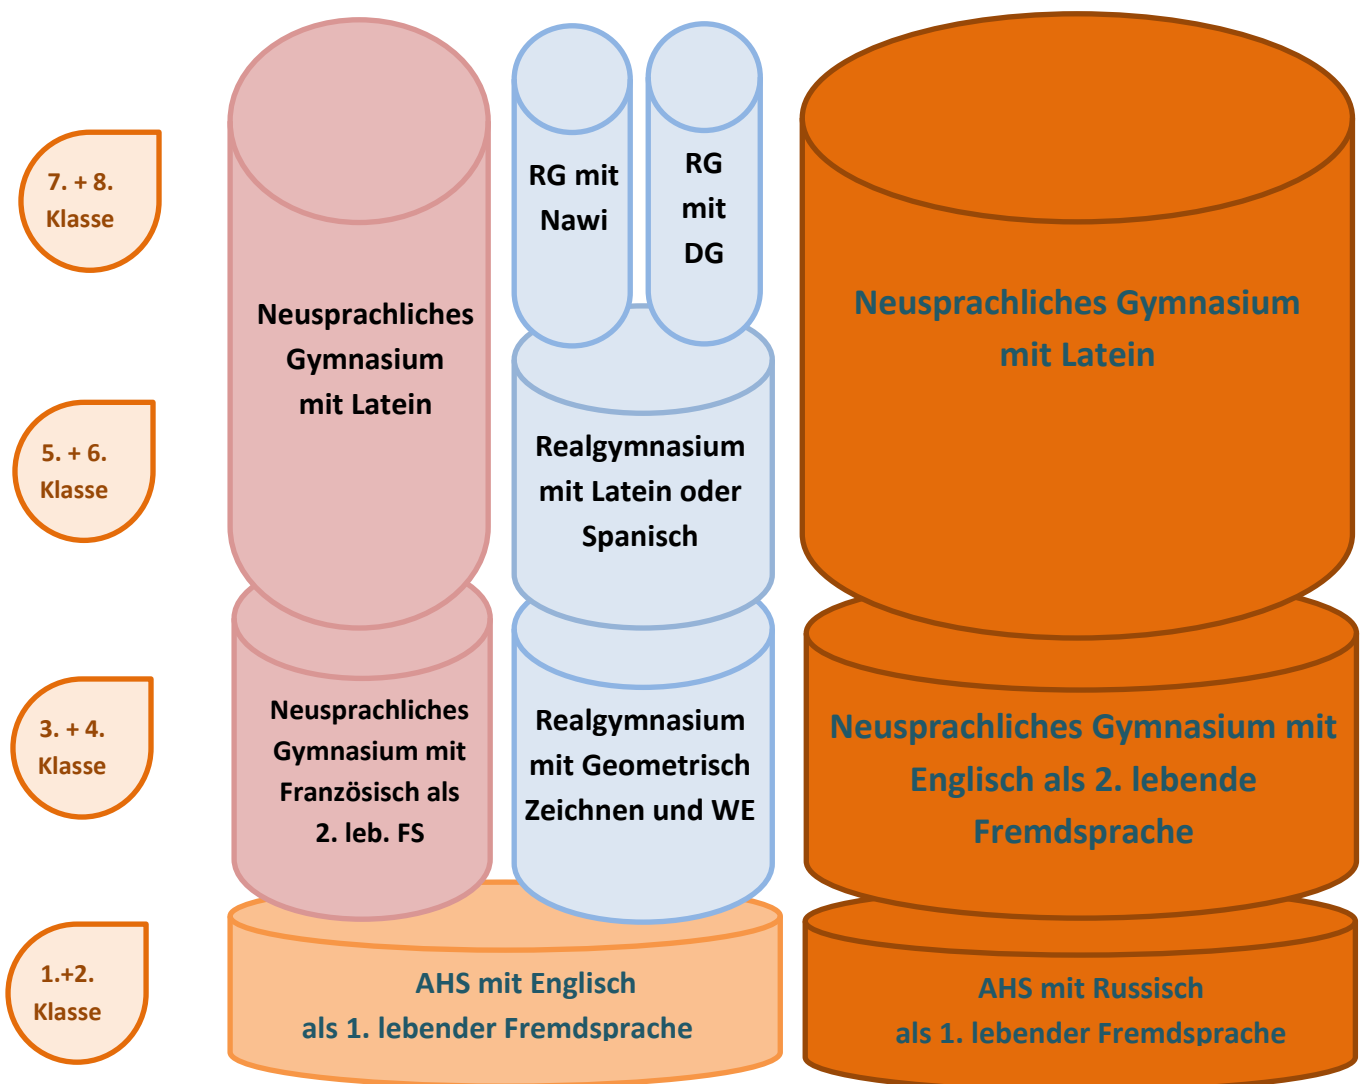 7. + 8.
Klasse
RG mit
Nawi
RG
mit
DG
Neusprachliches
Gymnasium
mit Latein
Neusprachliches Gymnasium
mit Latein
5. + 6.
Klasse
Realgymnasium
mit Latein oder
Spanisch
3. + 4.
Klasse
Neusprachliches
Gymnasium mit
Französisch als
2. leb. FS
Realgymnasium
mit Geometrisch
Zeichnen und WE
Neusprachliches Gymnasium mit
Englisch als 2. lebende
Fremdsprache
1.+2.
Klasse
AHS mit Englisch
als 1. lebender Fremdsprache
AHS mit Russisch
als 1. lebender Fremdsprache